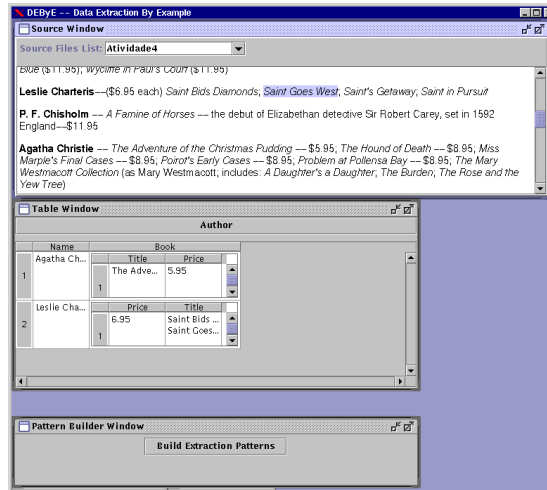 DEByE -- Data Extraction By Example
Source Window
Source Files List: Atividade4
Blue ($11.95); Wycliffe in Paul's Court ($11.95)
Leslie Charteris––($6.95 each) Saint Bids Diamonds; Saint Goes West; Saint's Getaway; Saint in Pursuit
P. F. Chisholm –– A Famine of Horses –– the debut of Elizabethan detective Sir Robert Carey, set in 1592
England––$11.95
Agatha Christie –– The Adventure of the Christmas Pudding –– $5.95; The Hound of Death –– $8.95; Miss
Marple's Final Cases –– $8.95; Poirot's Early Cases –– $8.95; Problem at Pollensa Bay –– $8.95; The Mary
Westmacott Collection (as Mary Westmacott; includes: A Daughter's a Daughter; The Burden; The Rose and the
Yew Tree)
Table Window
Author
Name Book
Title Price
1 Agatha Ch... 1 The Adve... 5.95
Price Title
2 Leslie Cha... 1 6.95 Saint Bids ...
Saint Goes...
Pattern Builder Window
Build Extraction Patterns